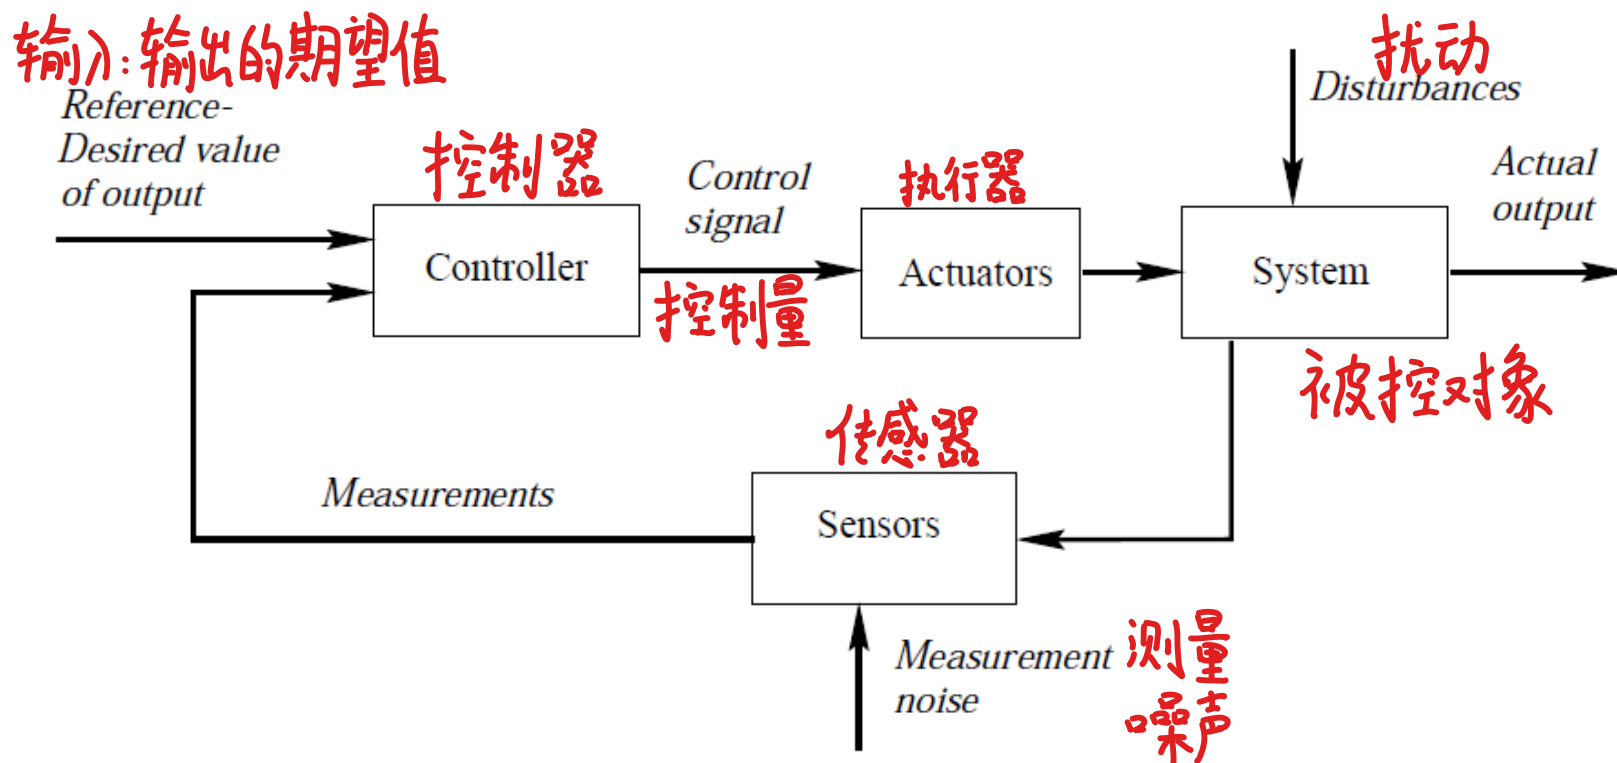 输入:输出的期望值
Reference-
Desired value
of output
控制器
Controller
Control
signal
控制量
执行器
Actuators
扰动
Disturbances
System
被控对象
Actual
output
传感器
Sensors
Measurements
Measurement
noise
测量
噪声